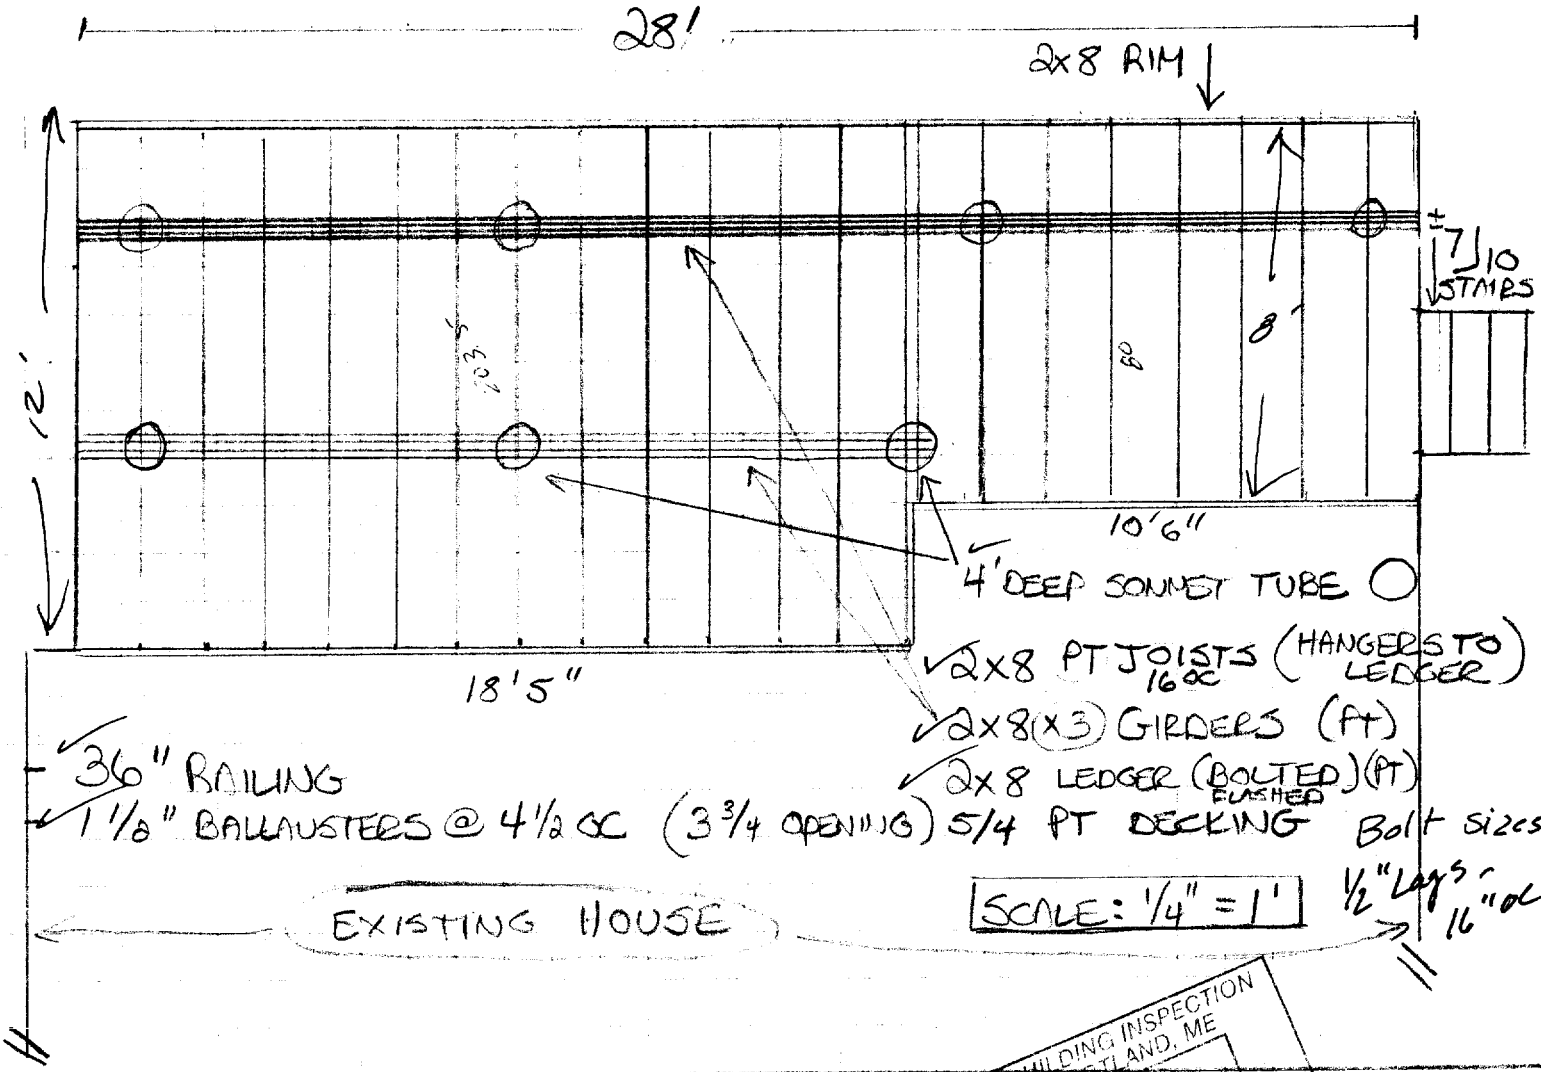 28'
2x8 RIM
7/10
STAIRS
12'
8'
80
10'6"
4' DEEP SONNET TUBE
18'5"
2x8 PT JOISTS (HANGERS TO LEDGER)
16 OC
2x8 (x3) GIRDERS (Pt)
2x8 LEDGER (BOLTED) (PT)
FLASHED
36" RAILING
1 1/2" BALLAUSTERS @ 4 1/2 OC (3 3/4 OPENING) 5/4 PT DECKING
Bolt sizes
1/2" Lags -
16" oc
EXISTING HOUSE
SCALE: 1/4" = 1'
BUILDING INSPECTION
TLAND, ME